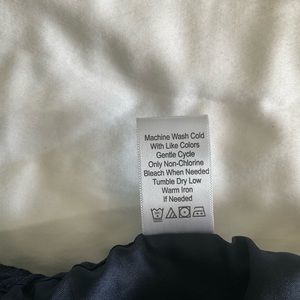 Machine Wash Cold
With Like Colors
Gentle Cycle
Only Non-Chlorine
Bleach When Needed
Tumble Dry Low
Warm Iron
If Needed